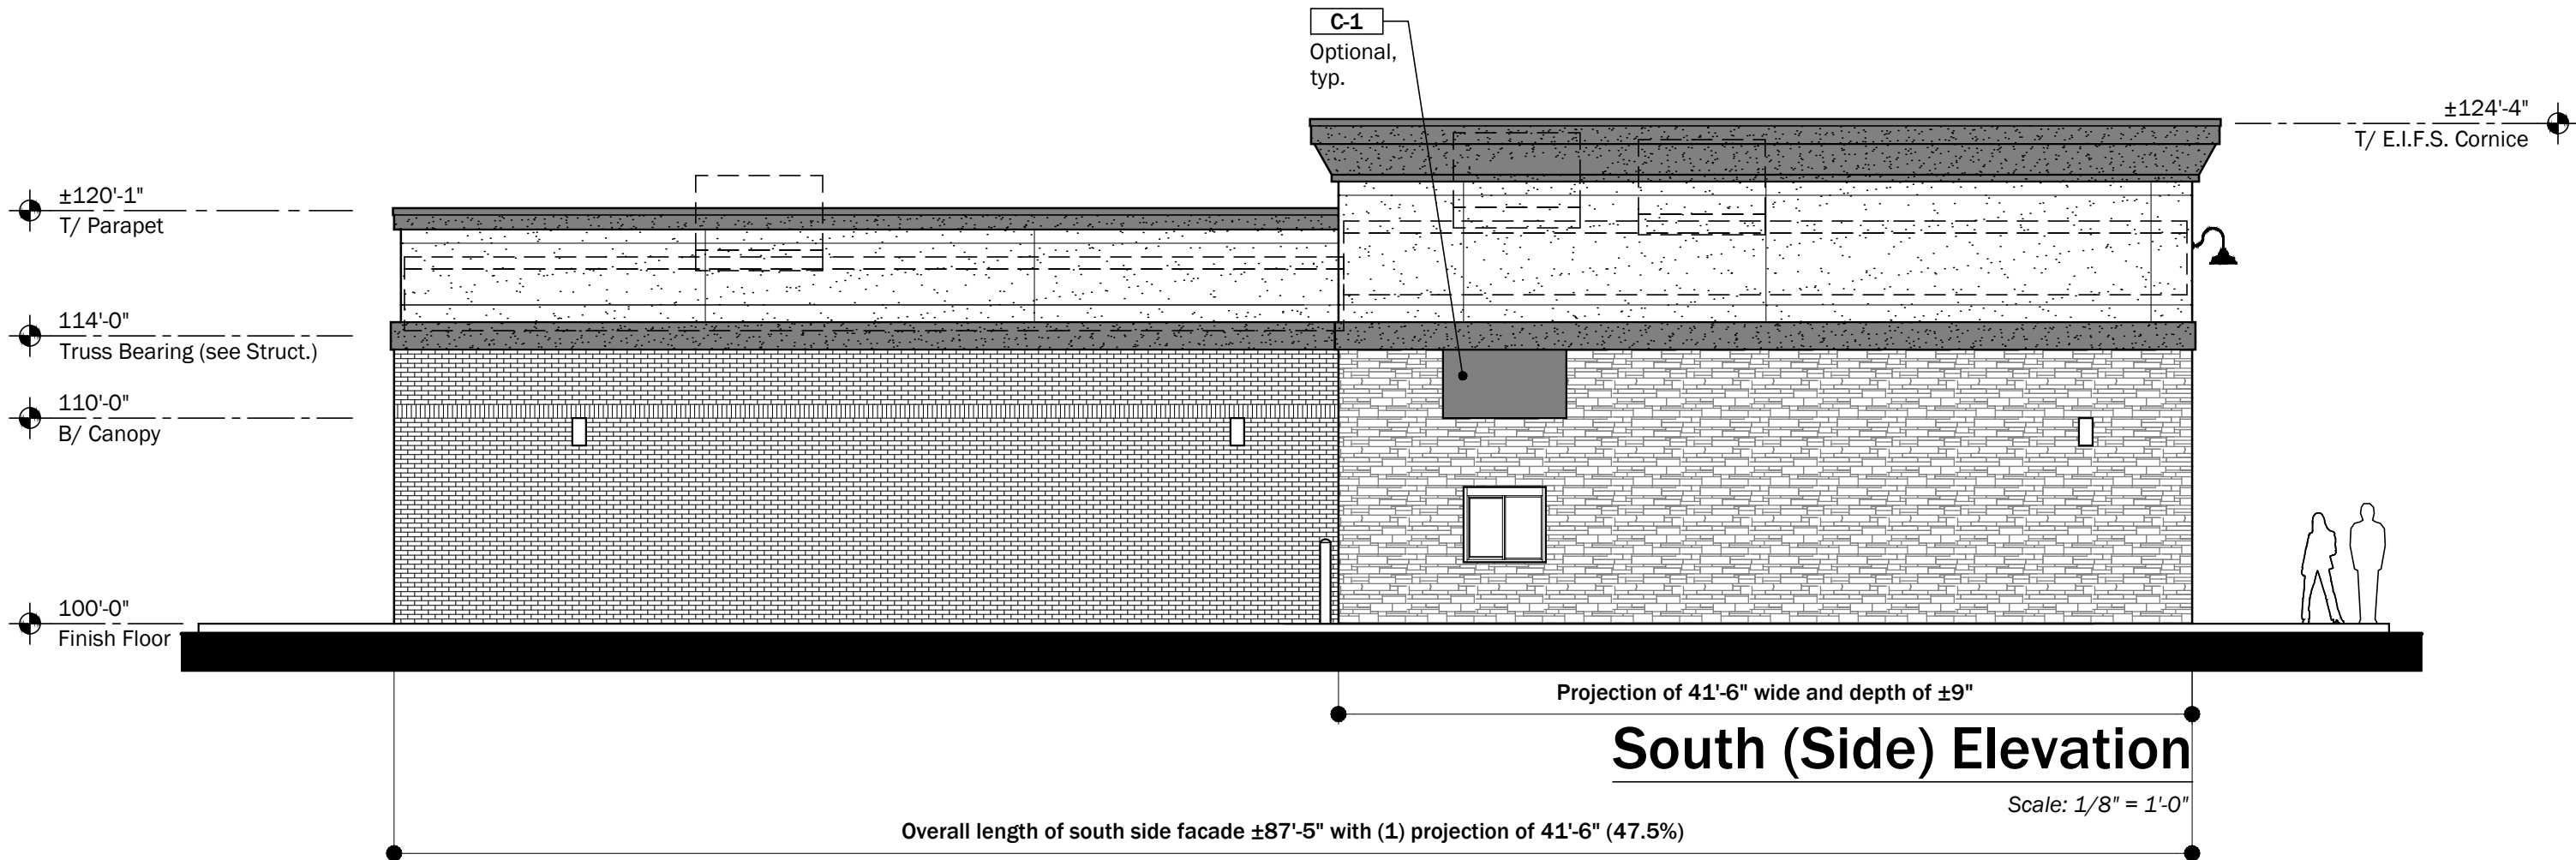 C-1
Optional,
typ.
±124'-4"
T/ E.I.F.S. Cornice
±120'-1"
T/ Parapet
114'-0"
Truss Bearing (see Struct.)
110'-0"
B/ Canopy
100'-0"
Finish Floor
Projection of 41'-6" wide and depth of ±9"
South (Side) Elevation
Scale: 1/8" = 1'-0"
Overall length of south side facade ±87'-5" with (1) projection of 41'-6" (47.5%)